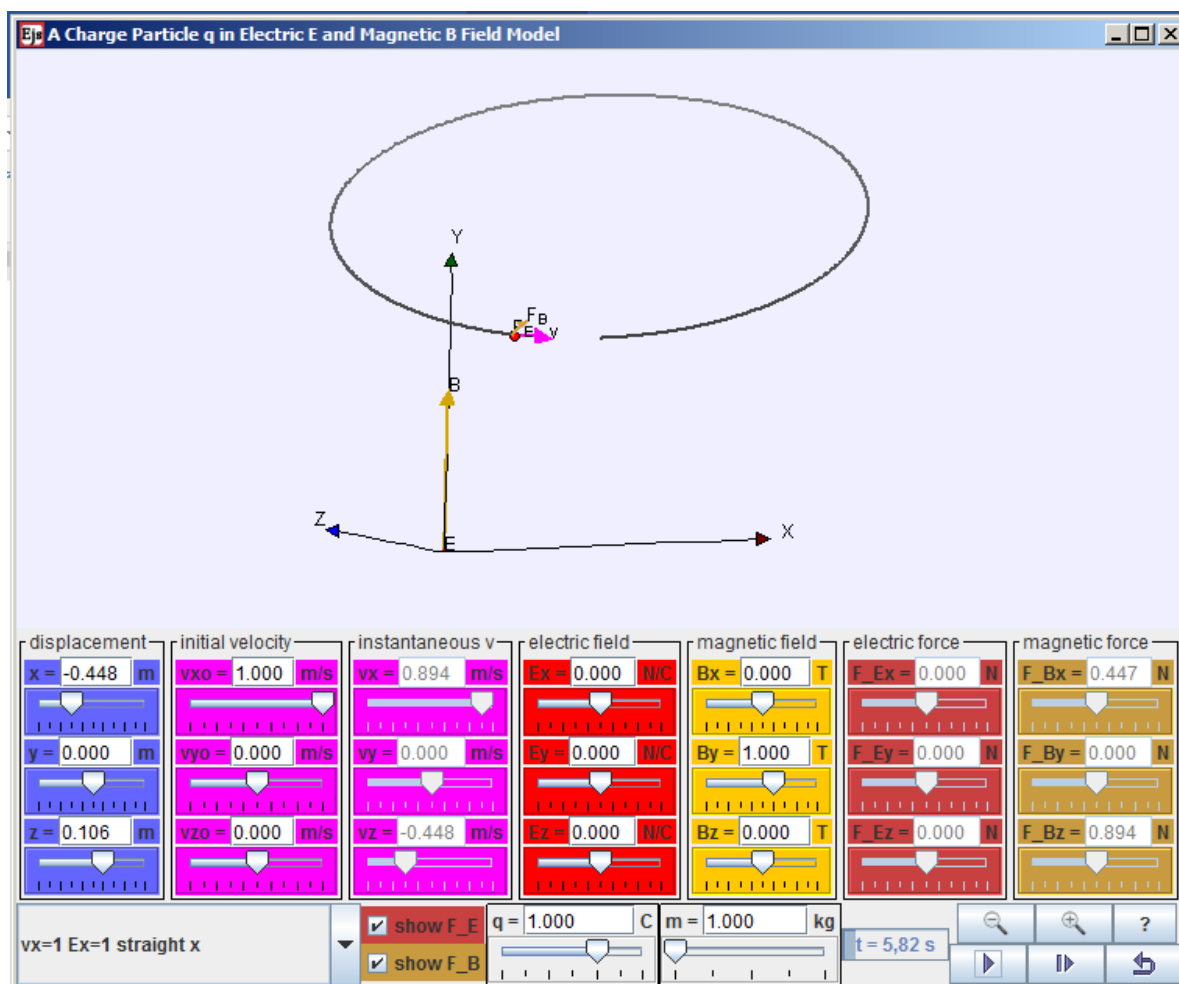 Ejs A Charge Particle q in Electric E and Magnetic B Field Model
Y
F B
F E v
B
Z
E
X
displacement initial velocity instantaneous v electric field magnetic field electric force magnetic force
x = -0.448 m vxo = 1.000 m/s vx = 0.894 m/s Ex = 0.000 N/C Bx = 0.000 T F_Ex = 0.000 N F_Bx = 0.447 N
y = 0.000 m vyo = 0.000 m/s vy = 0.000 m/s Ey = 0.000 N/C By = 1.000 T F_Ey = 0.000 N F_By = 0.000 N
z = 0.106 m vzo = 0.000 m/s vz = -0.448 m/s Ez = 0.000 N/C Bz = 0.000 T F_Ez = 0.000 N F_Bz = 0.894 N
vx=1 Ex=1 straight x
show F_E
show F_B
q = 1.000 C
m = 1.000 kg
t = 5,82 s
?